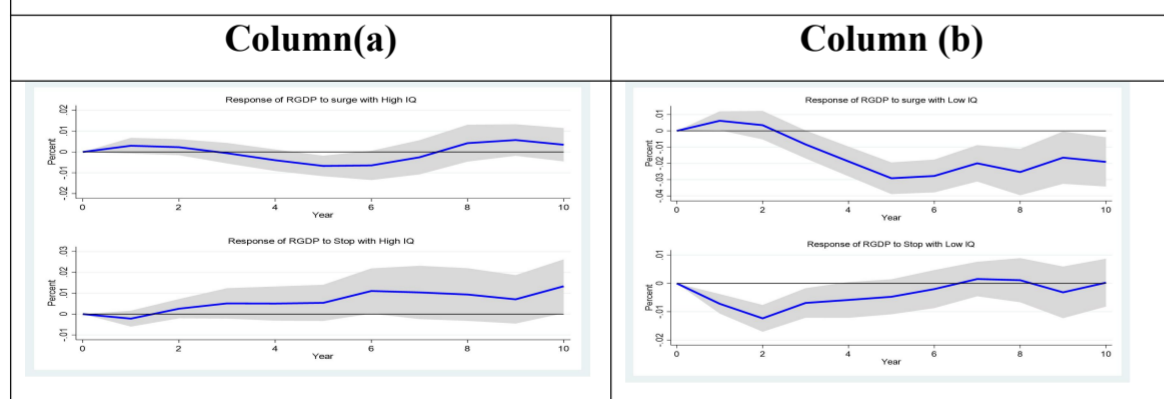 Column(a)
Column (b)
Response of RGDP to surge with High IQ
Percent
.02
.01
0
-.01
-.02
0 2 4 6 8 10
Year
Response of RGDP to Stop with High IQ
Percent
.03
.02
.01
0
-.01
0 2 4 6 8 10
Year
Response of RGDP to surge with Low IQ
Percent
.01
0
-.01
-.02
-.03
-.04
0 2 4 6 8 10
Year
Response of RGDP to Stop with Low IQ
Percent
.01
0
-.01
-.02
0 2 4 6 8 10
Year